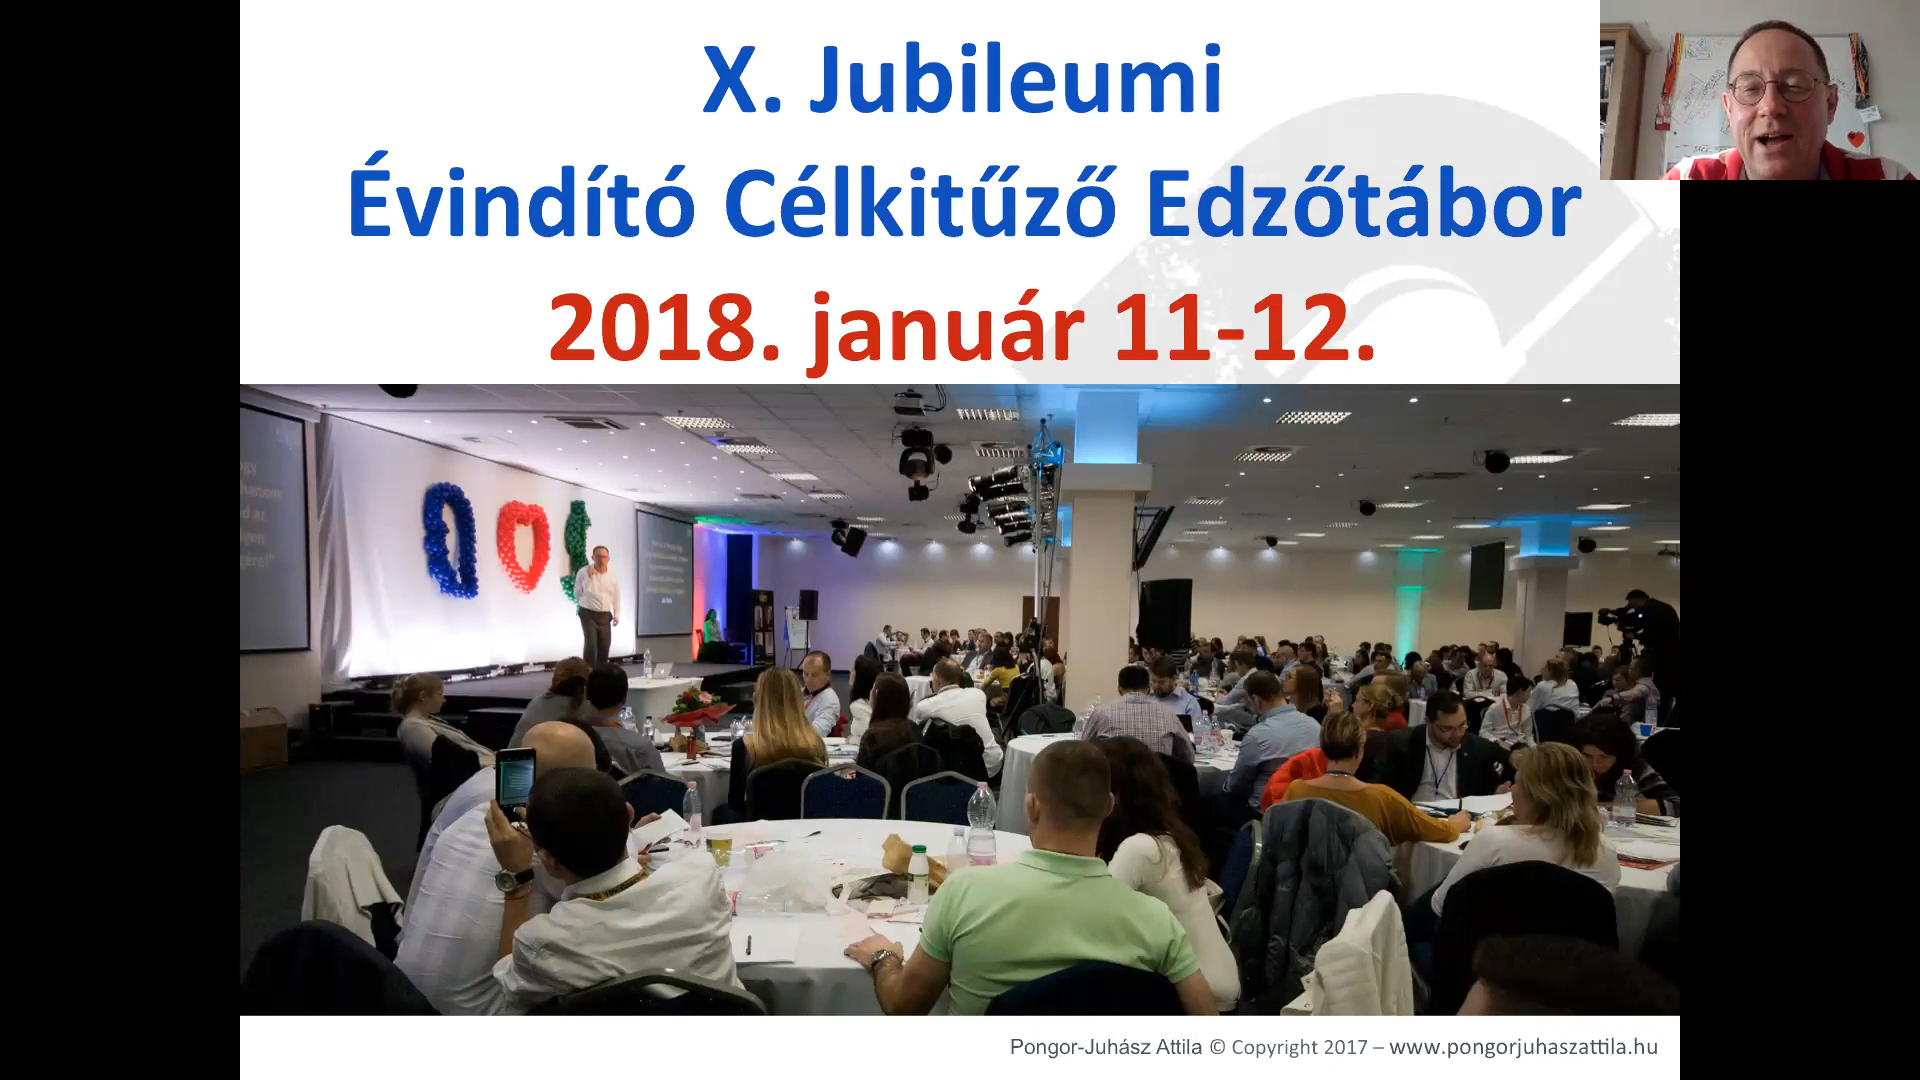 X. Jubileumi
Évindító Célkitűző Edzőtábor
2018. január 11-12.
Pongor-Juhász Attila © Copyright 2017 – www.pongorjuhaszattila.hu